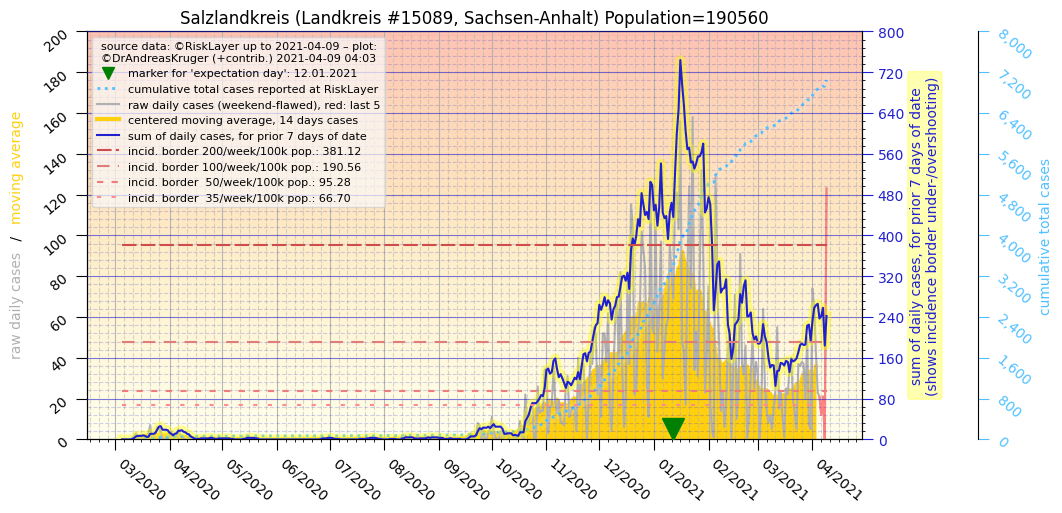 Salzlandkreis (Landkreis #15089, Sachsen-Anhalt) Population=190560
source data: ©RiskLayer up to 2021-04-09 – plot:
©DrAndreasKruger (+contrib.) 2021-04-09 04:03
marker for 'expectation day': 12.01.2021
cumulative total cases reported at RiskLayer
raw daily cases (weekend-flawed), red: last 5
centered moving average, 14 days cases
sum of daily cases, for prior 7 days of date
incid. border 200/week/100k pop.: 381.12
incid. border 100/week/100k pop.: 190.56
incid. border  50/week/100k pop.: 95.28
incid. border  35/week/100k pop.: 66.70
raw daily cases / moving average
200
180
160
140
120
100
80
60
40
20
0
03/2020
04/2020
05/2020
06/2020
07/2020
08/2020
09/2020
10/2020
11/2020
12/2020
01/2021
02/2021
03/2021
04/2021
800
720
640
560
480
400
320
240
160
80
0
sum of daily cases, for prior 7 days of date
(shows incidence border under-/overshooting)
8,000
7,200
6,400
5,600
4,800
4,000
3,200
2,400
1,600
800
0
cumulative total cases